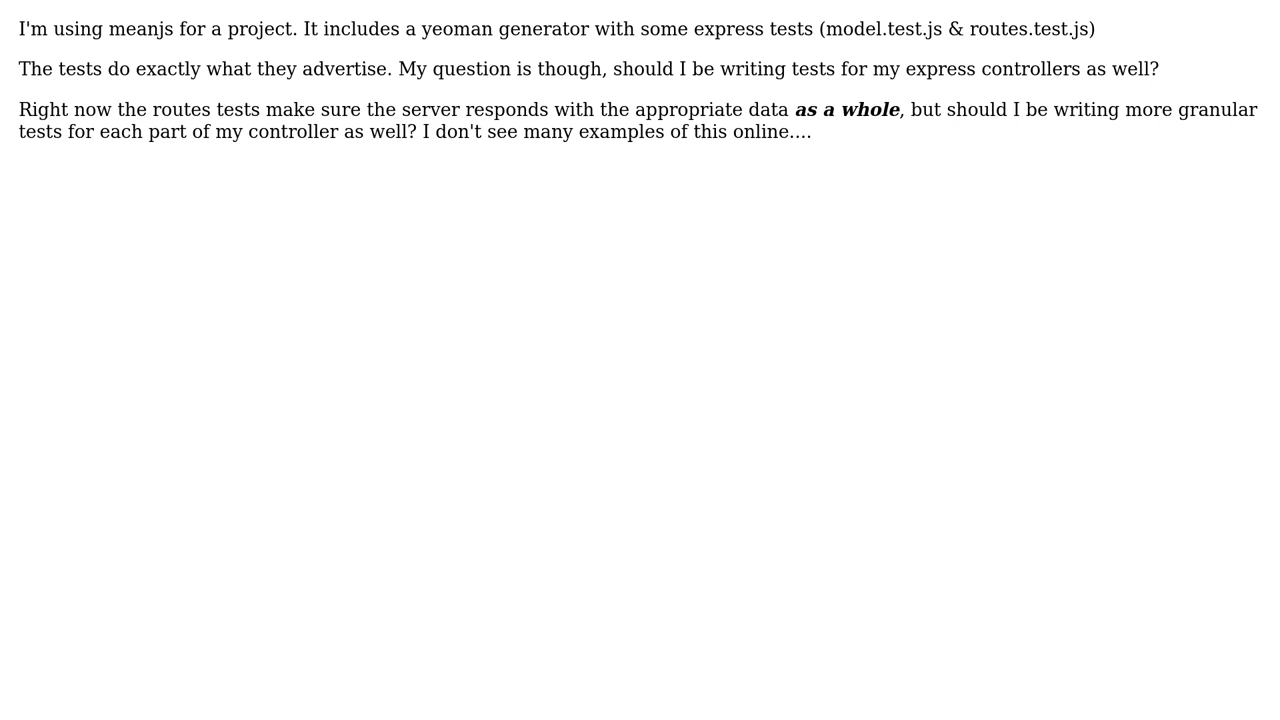 I'm using meanjs for a project. It includes a yeoman generator with some express tests (model.test.js & routes.test.js)
The tests do exactly what they advertise. My question is though, should I be writing tests for my express controllers as well?
Right now the routes tests make sure the server responds with the appropriate data as a whole, but should I be writing more granular
tests for each part of my controller as well? I don't see many examples of this online....